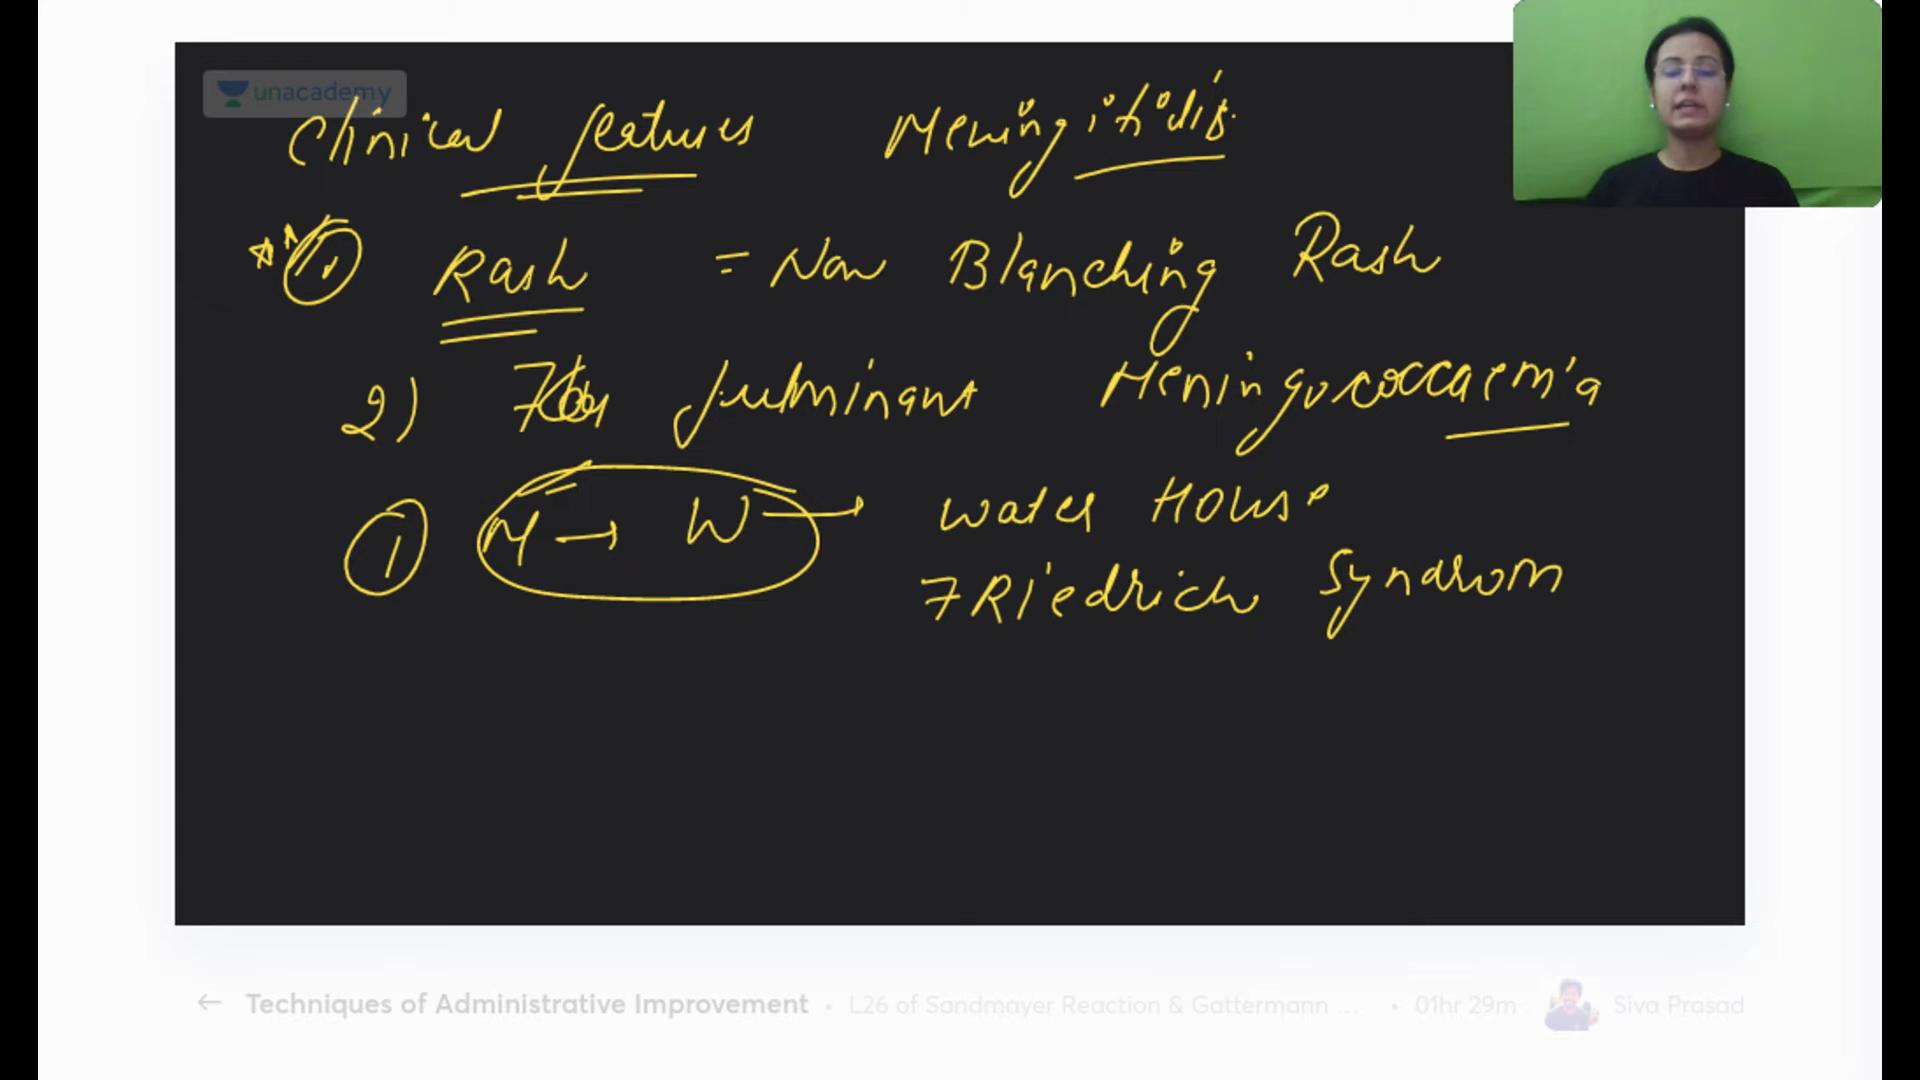 unacademy
Clinical features Meningitidis.
1. Rash = Non Blanching Rash
2) fulminant Meningococcaemia
1 M → W → Water House
FRiedrich Syndrom
← Techniques of Administrative Improvement • L26 of Sandmayer Reaction & Gattermann ... • 01hr 29m Siva Prasad